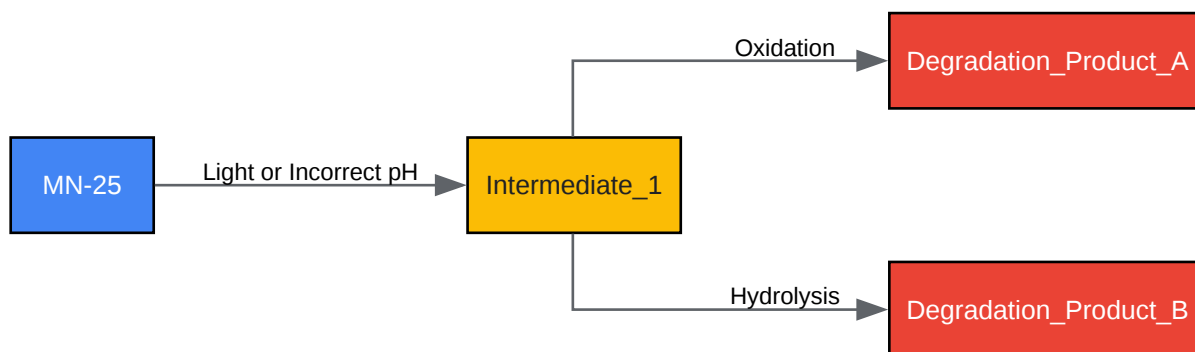 Oxidation
Degradation_Product_A
MN-25
Light or Incorrect pH
Intermediate_1
Hydrolysis
Degradation_Product_B